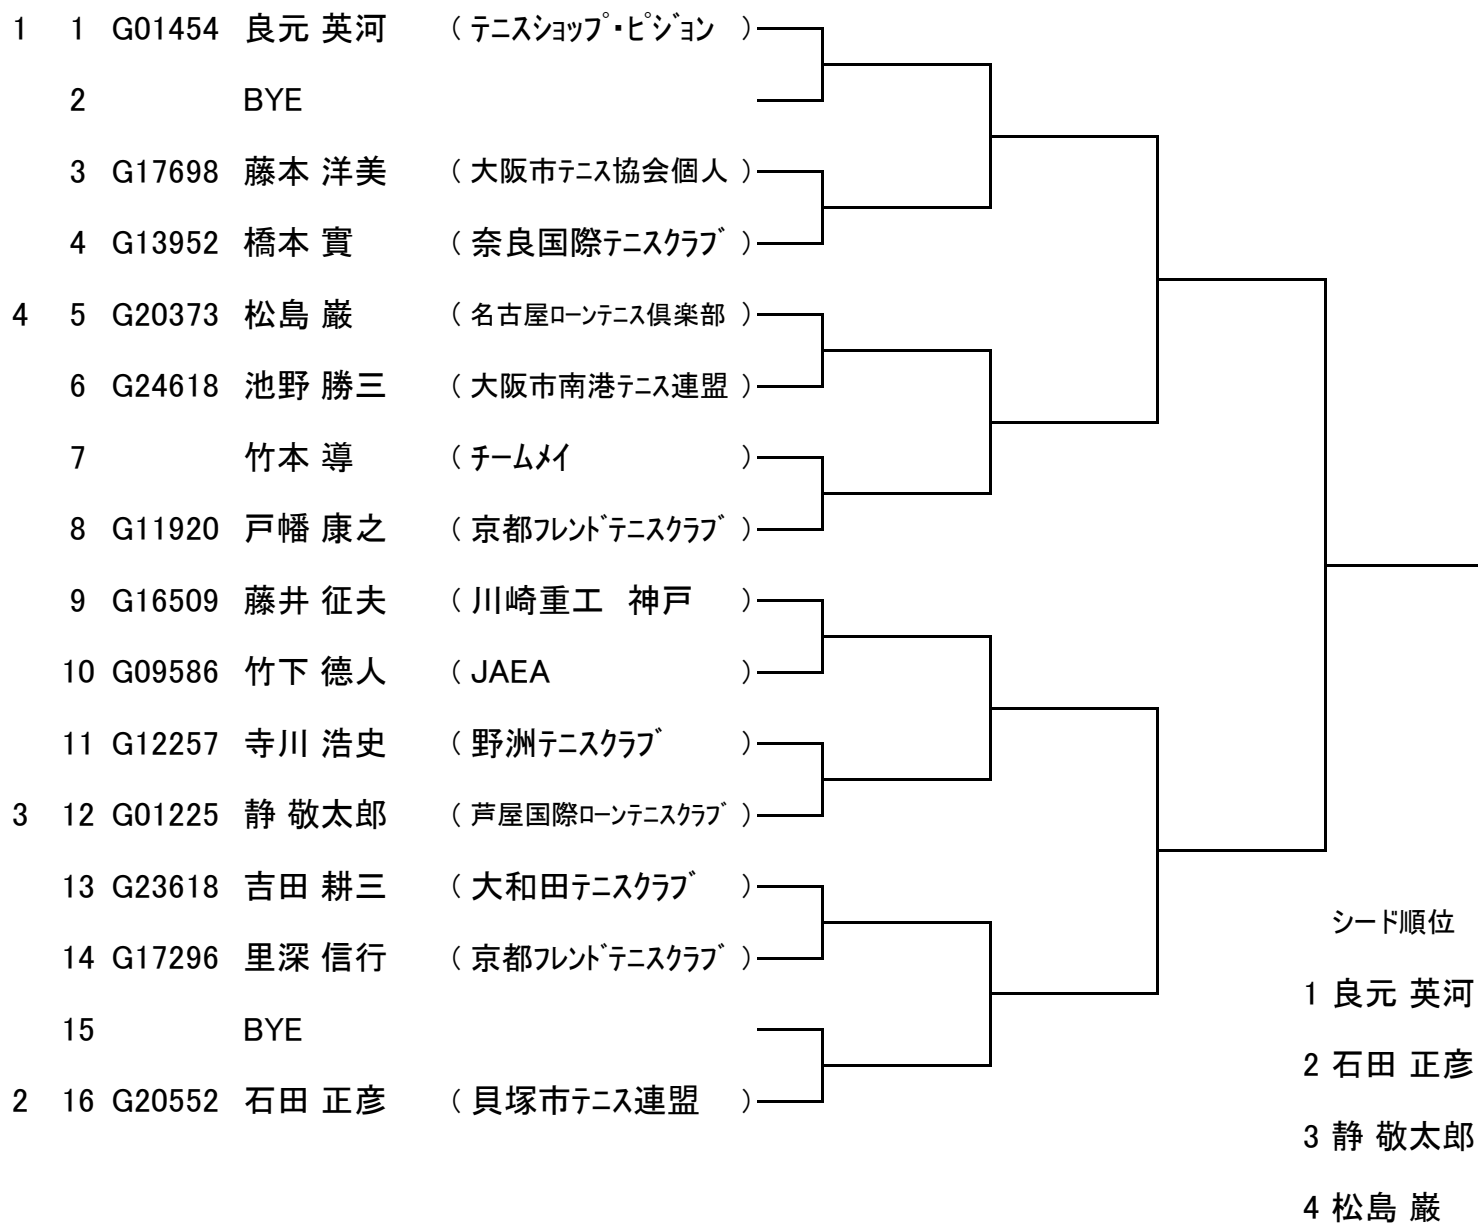 1 1 G01454 良元 英河 ( ﾃﾆｽｼｮｯﾌﾟ・ﾋﾟｼﾞｮﾝ )
2 BYE
3 G17698 藤本 洋美 ( 大阪市ﾃﾆｽ協会個人 )
4 G13952 橋本 實 ( 奈良国際ﾃﾆｽｸﾗﾌﾞ )
4 5 G20373 松島 巌 ( 名古屋ﾛｰﾝﾃﾆｽ倶楽部 )
6 G24618 池野 勝三 ( 大阪市南港ﾃﾆｽ連盟 )
7 竹本 導 ( ﾁｰﾑﾒｲ )
8 G11920 戸幡 康之 ( 京都ﾌﾚﾝﾄﾞﾃﾆｽｸﾗﾌﾞ )
9 G16509 藤井 征夫 ( 川崎重工　神戸 )
10 G09586 竹下 德人 ( JAEA )
11 G12257 寺川 浩史 ( 野洲ﾃﾆｽｸﾗﾌﾞ )
3 12 G01225 静 敬太郎 ( 芦屋国際ﾛｰﾝﾃﾆｽｸﾗﾌﾞ )
13 G23618 吉田 耕三 ( 大和田ﾃﾆｽｸﾗﾌﾞ )
14 G17296 里深 信行 ( 京都ﾌﾚﾝﾄﾞﾃﾆｽｸﾗﾌﾞ )
15 BYE
2 16 G20552 石田 正彦 ( 貝塚市ﾃﾆｽ連盟 )
シード順位
1 良元 英河
2 石田 正彦
3 静 敬太郎
4 松島 巌